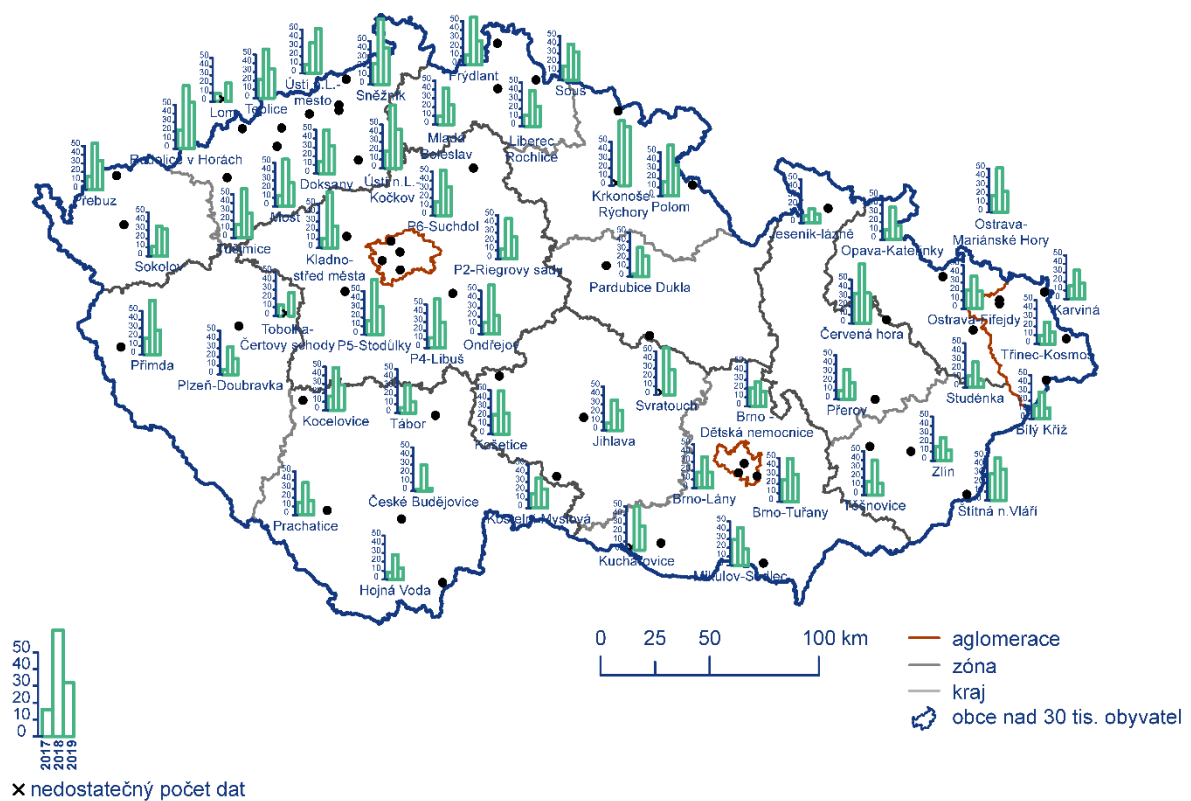 Frýdlant
Souš
Sněžník
Ústí n.L.-
město
Teplice
Lom
Mladá
Boleslav
Liberec
Rochlice
Rudolice v Horách
Doksany
Ústí n.L.
Kočkov
Krkonoše-
Rýchory
Polom
Přebuz
Most
P6-Suchdol
Jeseník-lázně
Opava-Kateřinky
Ostrava-
Mariánské Hory
Sokolov
Tušimice
Kladno-
střed města
P2-Riegrovy sady
Pardubice Dukla
Karviná
Ostrava-Fifejdy
Tobolka-
Čertovy schody
P5-Stodůlky
P4-Libuš
Ondřejov
Červená hora
Třinec-Kosmos
Přimda
Plzeň-Doubravka
Studénka
Kocelovice
Tábor
Košetice
Jihlava
Svratouch
Brno -
Dětská nemocnice
Přerov
Bílý Kříž
Zlín
České Budějovice
Kostelní Myslová
Brno-Lány
Brno-Tuřany
Těšnovice
Štítná n.Vláří
Prachatice
Kuchařovice
Mikulov-Sedlec
Hojná Voda
50
40
30
20
10
0
2017
2018
2019
0 25 50 100 km
aglomerace
zóna
kraj
obce nad 30 tis. obyvatel
× nedostatečný počet dat